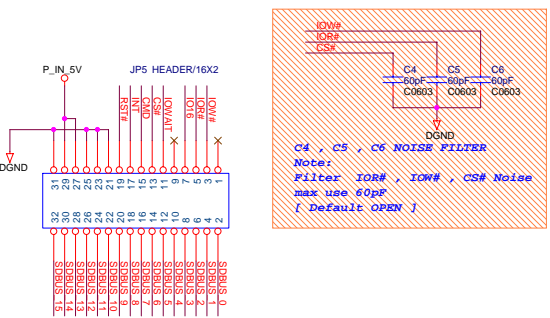 P_IN_5V
JP5 HEADER/16X2
DGND
RST#
INT
CMD
CS#
IOWAIT
IO16
IOR#
IOW#
31 29 27 25 23 21 19 17 15 13 11 9 7 5 3 1
32 30 28 26 24 22 20 18 16 14 12 10 8 6 4 2
SDBUS_15
SDBUS_14
SDBUS_13
SDBUS_12
SDBUS_11
SDBUS_10
SDBUS_9
SDBUS_8
SDBUS_7
SDBUS_6
SDBUS_5
SDBUS_4
SDBUS_3
SDBUS_2
SDBUS_1
SDBUS_0
IOW#
IOR#
CS#
C4 C5 C6
60pF 60pF 60pF
C0603 C0603 C0603
DGND
C4 , C5 , C6 NOISE FILTER
Note:
Filter IOR# , IOW# , CS# Noise
max use 60pF
[ Default OPEN ]